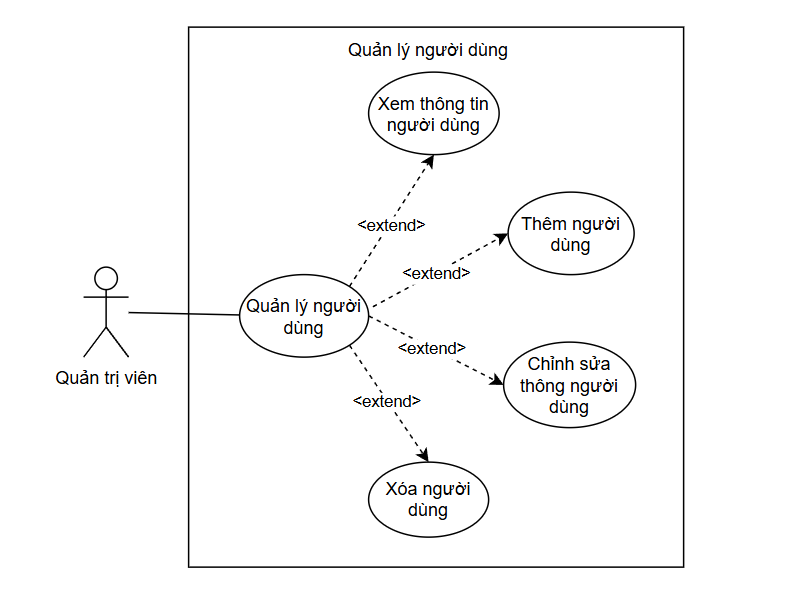 Quản lý người dùng
Xem thông tin
người dùng
<extend>
Thêm người
dùng
<extend>
Quản lý người
dùng
<extend>
Chỉnh sửa
thông người
dùng
Quản trị viên
<extend>
Xóa người
dùng